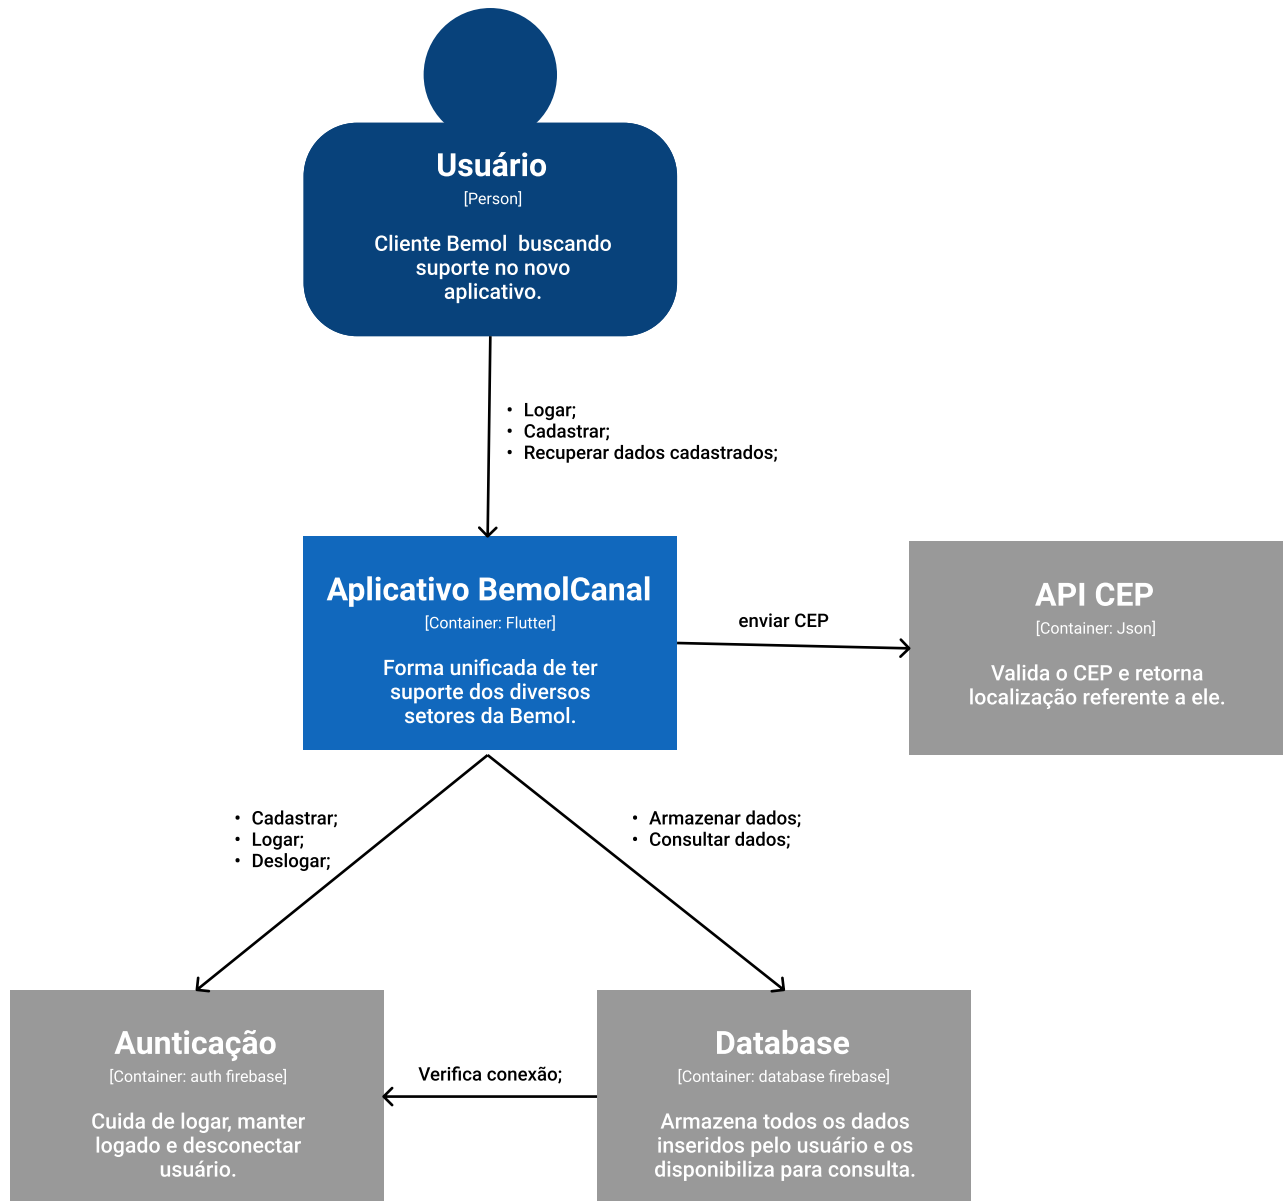 Usuário
[Person]
Cliente Bemol  buscando
suporte no novo
aplicativo.
• Logar;
• Cadastrar;
• Recuperar dados cadastrados;
Aplicativo BemolCanal
[Container: Flutter]
Forma unificada de ter
suporte dos diversos
setores da Bemol.
enviar CEP
API CEP
[Container: Json]
Valida o CEP e retorna
localização referente a ele.
• Cadastrar;
• Logar;
• Deslogar;
• Armazenar dados;
• Consultar dados;
Aunticação
[Container: auth firebase]
Cuida de logar, manter
logado e desconectar
usuário.
Verifica conexão;
Database
[Container: database firebase]
Armazena todos os dados
inseridos pelo usuário e os
disponibiliza para consulta.